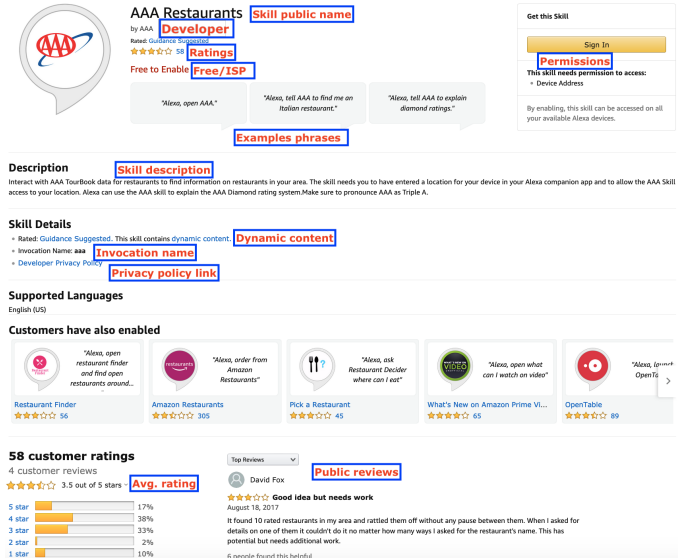 AAA Restaurants
Skill public name
by AAA
Developer
Rated: Guidance Suggested
58
Ratings
Free to Enable
Free/ISP
AAA
"Alexa, open AAA."
"Alexa, tell AAA to find me an
Italian restaurant."
"Alexa, tell AAA to explain
diamond ratings."
Examples phrases
Get this Skill
Sign In
Permissions
This skill needs permission to access:
• Device Address
By enabling, this skill can be accessed on all
your available Alexa devices.
Description
Skill description
Interact with AAA TourBook data for restaurants to find information on restaurants in your area. The skill needs you to have entered a location for your device in your Alexa companion app and to allow the AAA Skill
access to your location. Alexa can use the AAA skill to explain the AAA Diamond rating system.Make sure to pronounce AAA as Triple A.
Skill Details
• Rated: Guidance Suggested. This skill contains dynamic content.
Dynamic content
• Invocation Name: aaa
Invocation name
• Developer Privacy Policy
Privacy policy link
Supported Languages
English (US)
Customers have also enabled
"Alexa, open
restaurant finder
and find open
restaurants around...
Restaurant Finder
56
restaurants
"Alexa, order from
Amazon
Restaurants"
Amazon Restaurants
305
"Alexa, ask
Restaurant Decider
where can I eat"
Pick a Restaurant
45
VIDEO
"Alexa, open what
can I watch on video"
What's New on Amazon Prime Vi...
65
"Alexa, launch
OpenTa
OpenTable
89
58 customer ratings
4 customer reviews
3.5 out of 5 stars
Avg. rating
5 star 17%
4 star 38%
3 star 33%
2 star 2%
1 star 10%
Top Reviews
Public reviews
David Fox
Good idea but needs work
August 18, 2017
It found 10 rated restaurants in my area and rattled them off without any pause between them. When I asked for
details on one of them it couldn't do it no matter how many ways I asked for the restaurant's name. This has
potential but needs additional work.
6 people found this helpful